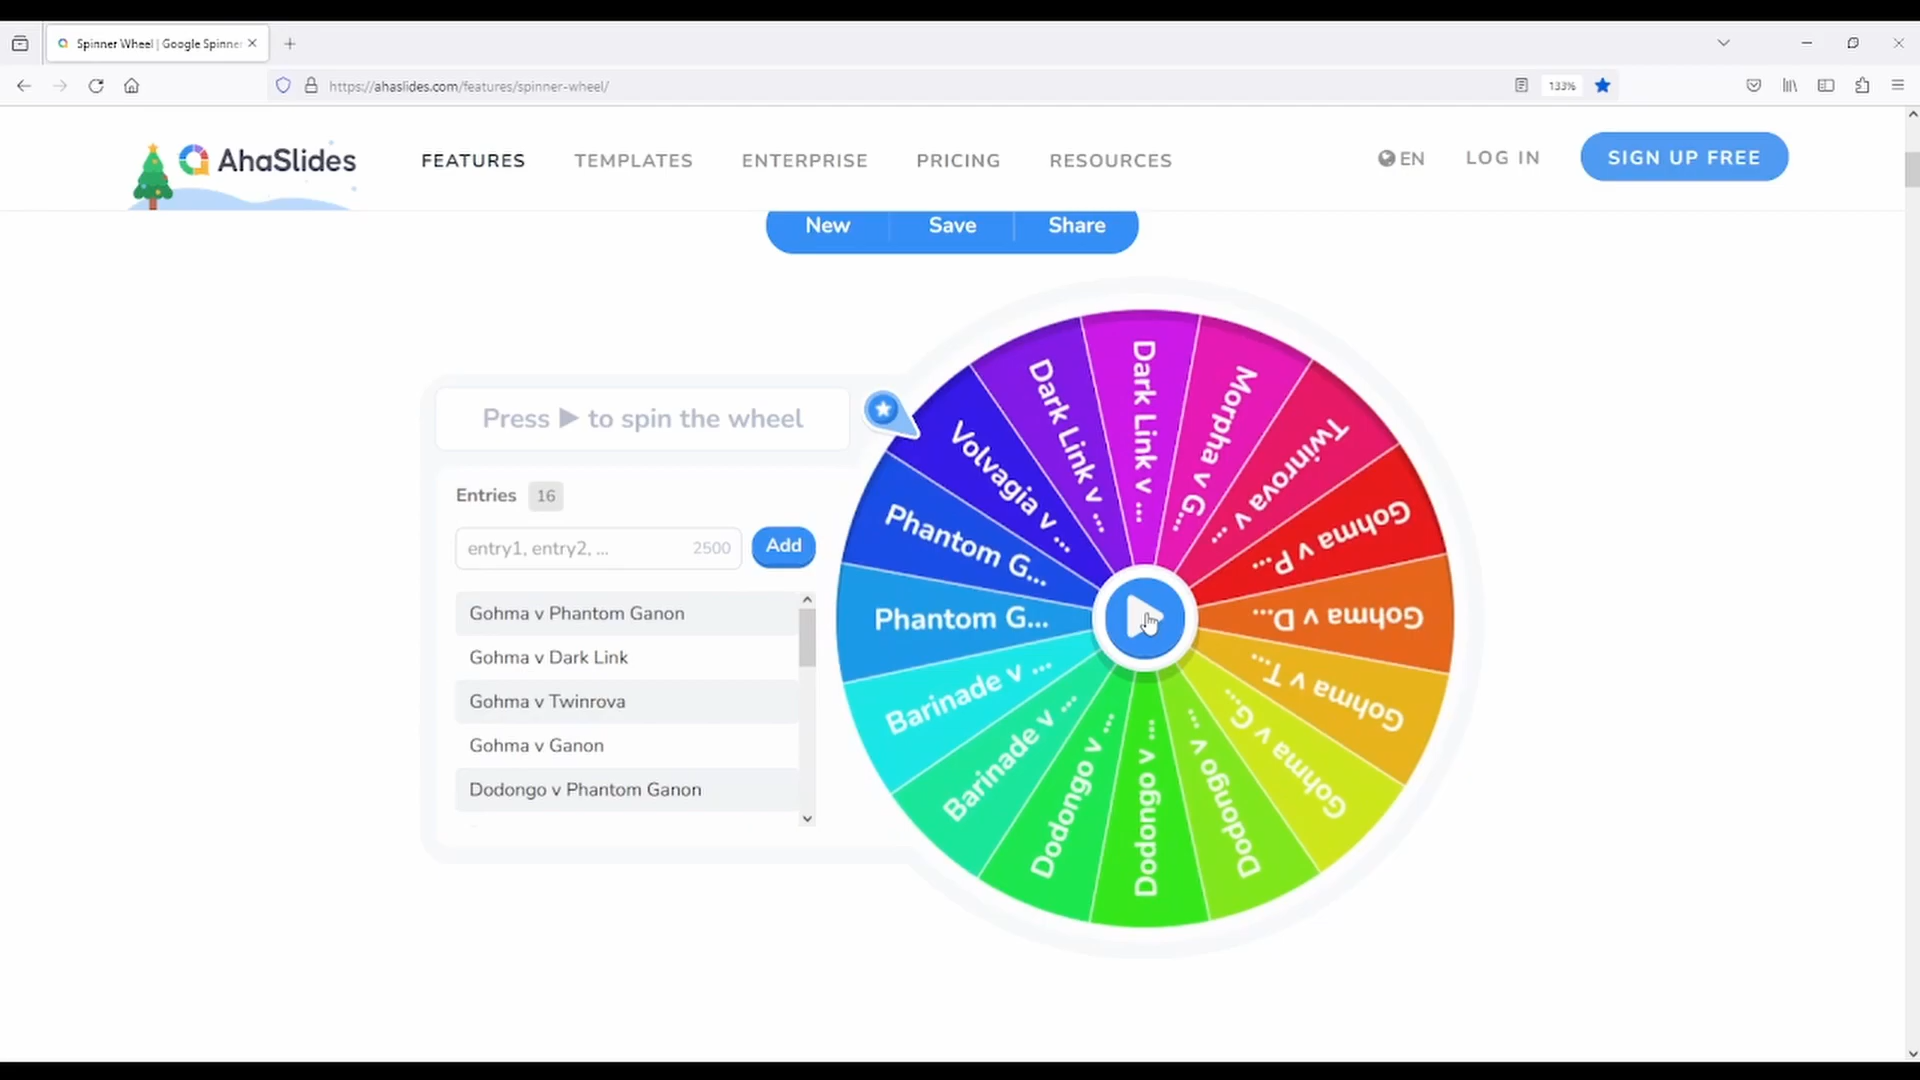 Spinner Wheel | Google Spinner
https://ahaslides.com/features/spinner-wheel/
133%
AhaSlides
FEATURES
TEMPLATES
ENTERPRISE
PRICING
RESOURCES
EN
LOG IN
SIGN UP FREE
New
Save
Share
Press ▶ to spin the wheel
Entries 16
entry1, entry2, ... 2500
Add
Gohma v Phantom Ganon
Gohma v Dark Link
Gohma v Twinrova
Gohma v Ganon
Dodongo v Phantom Ganon
Volvagia v ...
Dark Link v ...
Dark Link v ...
Morpha v G...
Twinrova v ...
Gohma v P...
Gohma v D...
Gohma v T...
Gohma v G...
Dodongo v ...
Dodongo v ...
Dodongo v ...
Barinade v ...
Barinade v ...
Phantom G...
Phantom G...